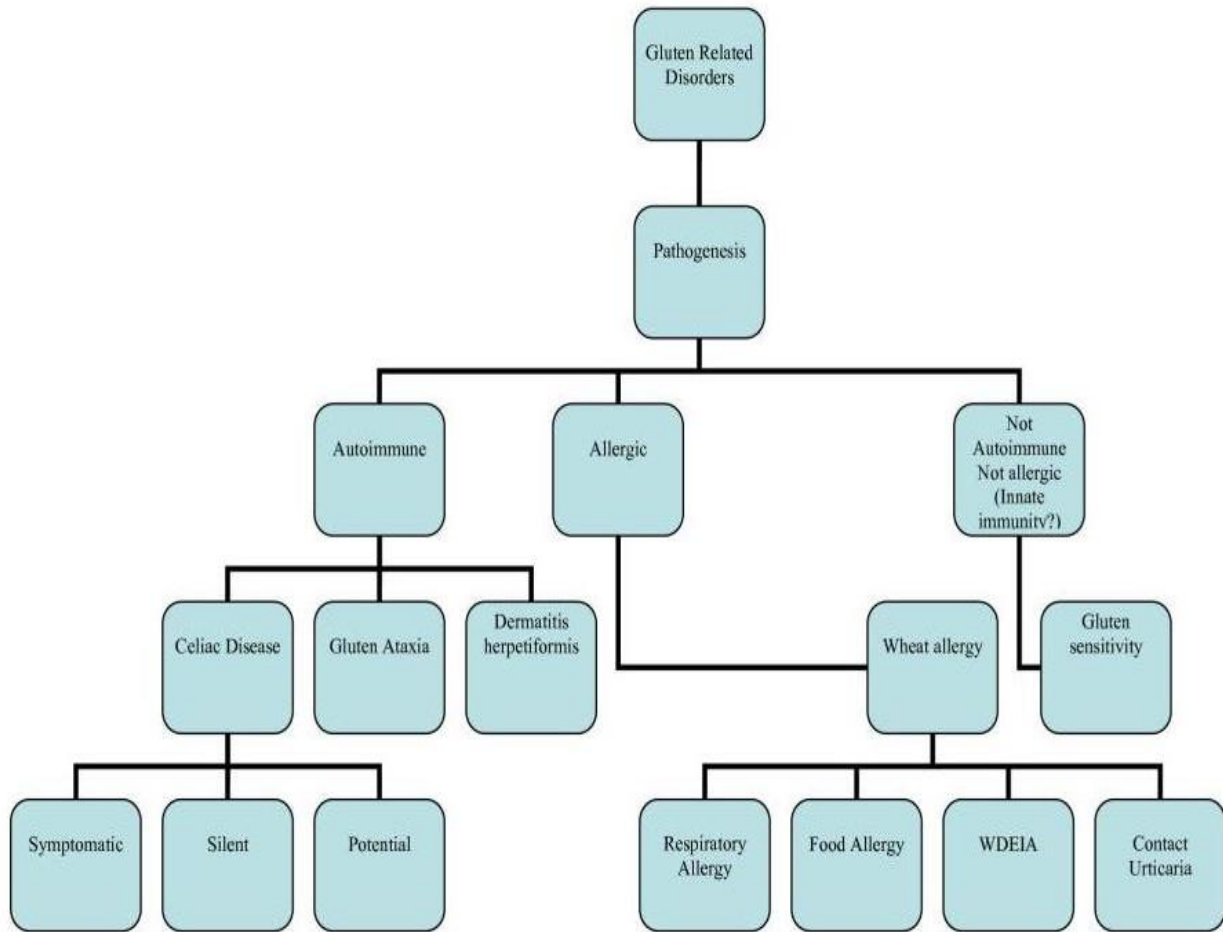 Gluten Related
Disorders
Pathogenesis
Autoimmune
Allergic
Not
Autoimmune
Not allergic
(Innate
immunity?)
Celiac Disease
Gluten Ataxia
Dermatitis
herpetiformis
Wheat allergy
Gluten
sensitivity
Symptomatic
Silent
Potential
Respiratory
Allergy
Food Allergy
WDEIA
Contact
Urticaria